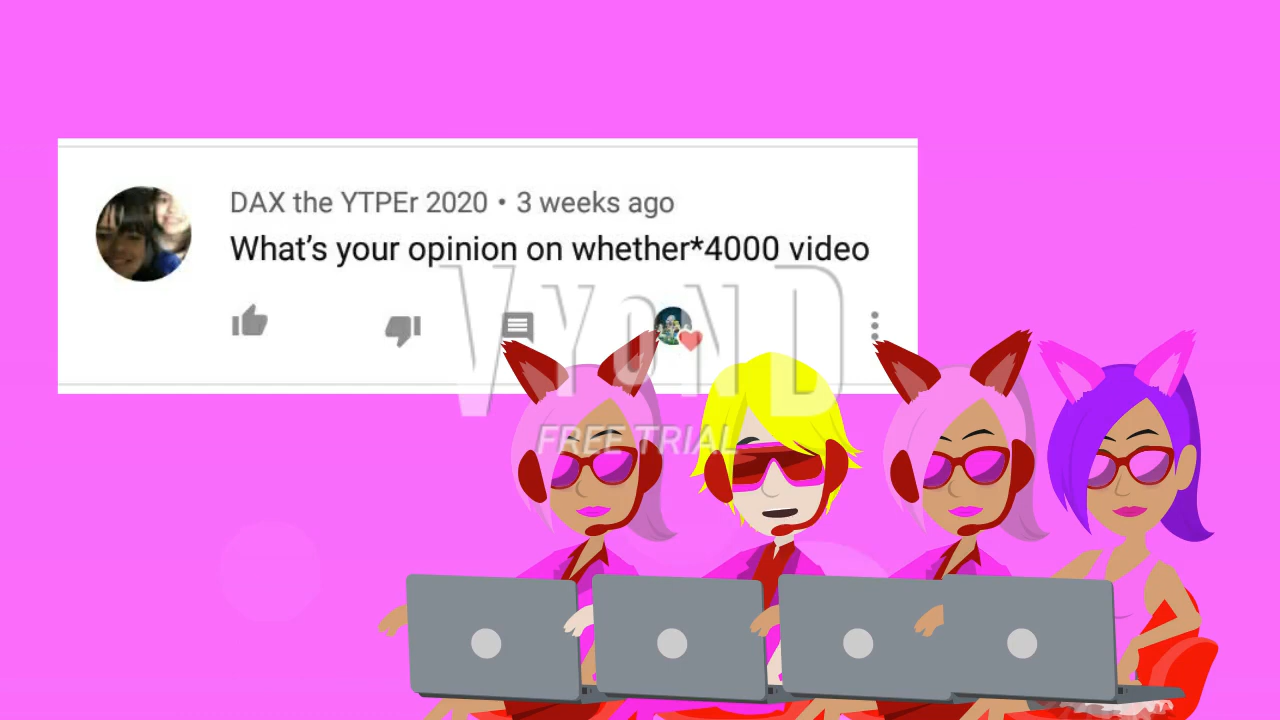 DAX the YTPEr 2020 • 3 weeks ago
What's your opinion on whether*4000 video
VYOND
FREE TRIAL